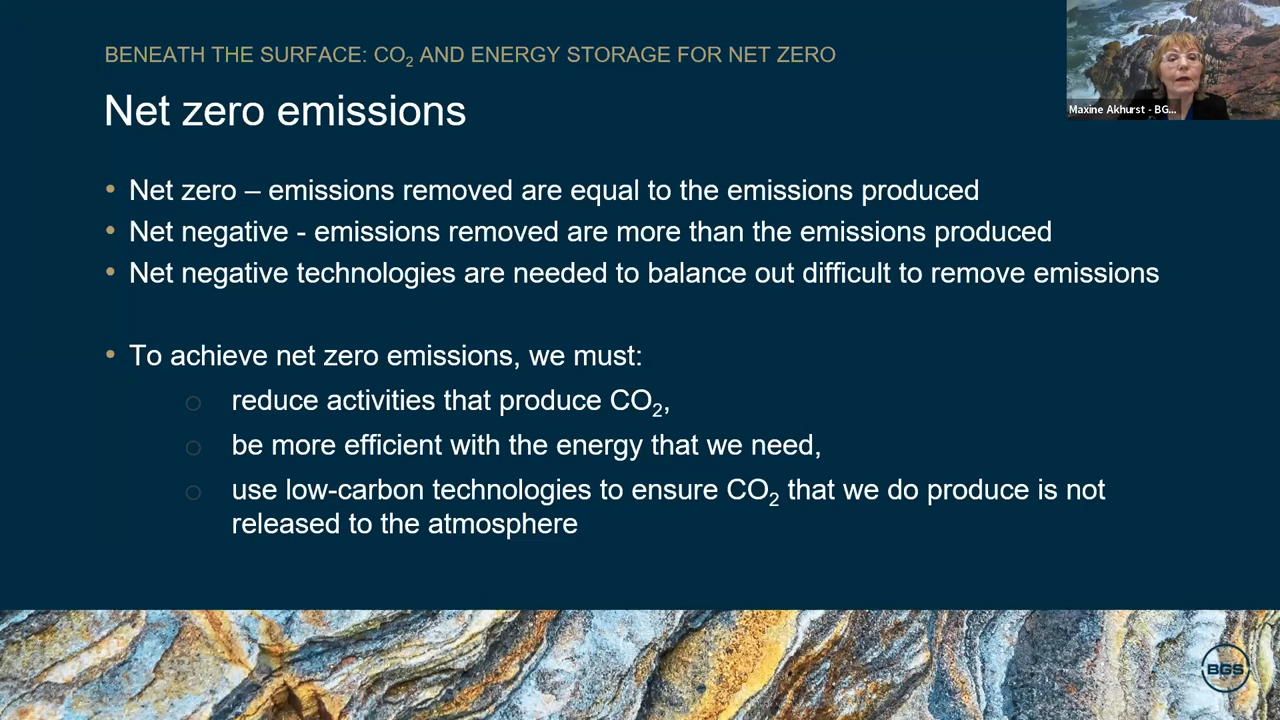 BENEATH THE SURFACE: CO₂ AND ENERGY STORAGE FOR NET ZERO
Maxine Akhurst - BG...
Net zero emissions
• Net zero – emissions removed are equal to the emissions produced
• Net negative - emissions removed are more than the emissions produced
• Net negative technologies are needed to balance out difficult to remove emissions
• To achieve net zero emissions, we must:
○ reduce activities that produce CO₂,
○ be more efficient with the energy that we need,
○ use low-carbon technologies to ensure CO₂ that we do produce is not
released to the atmosphere
BGS